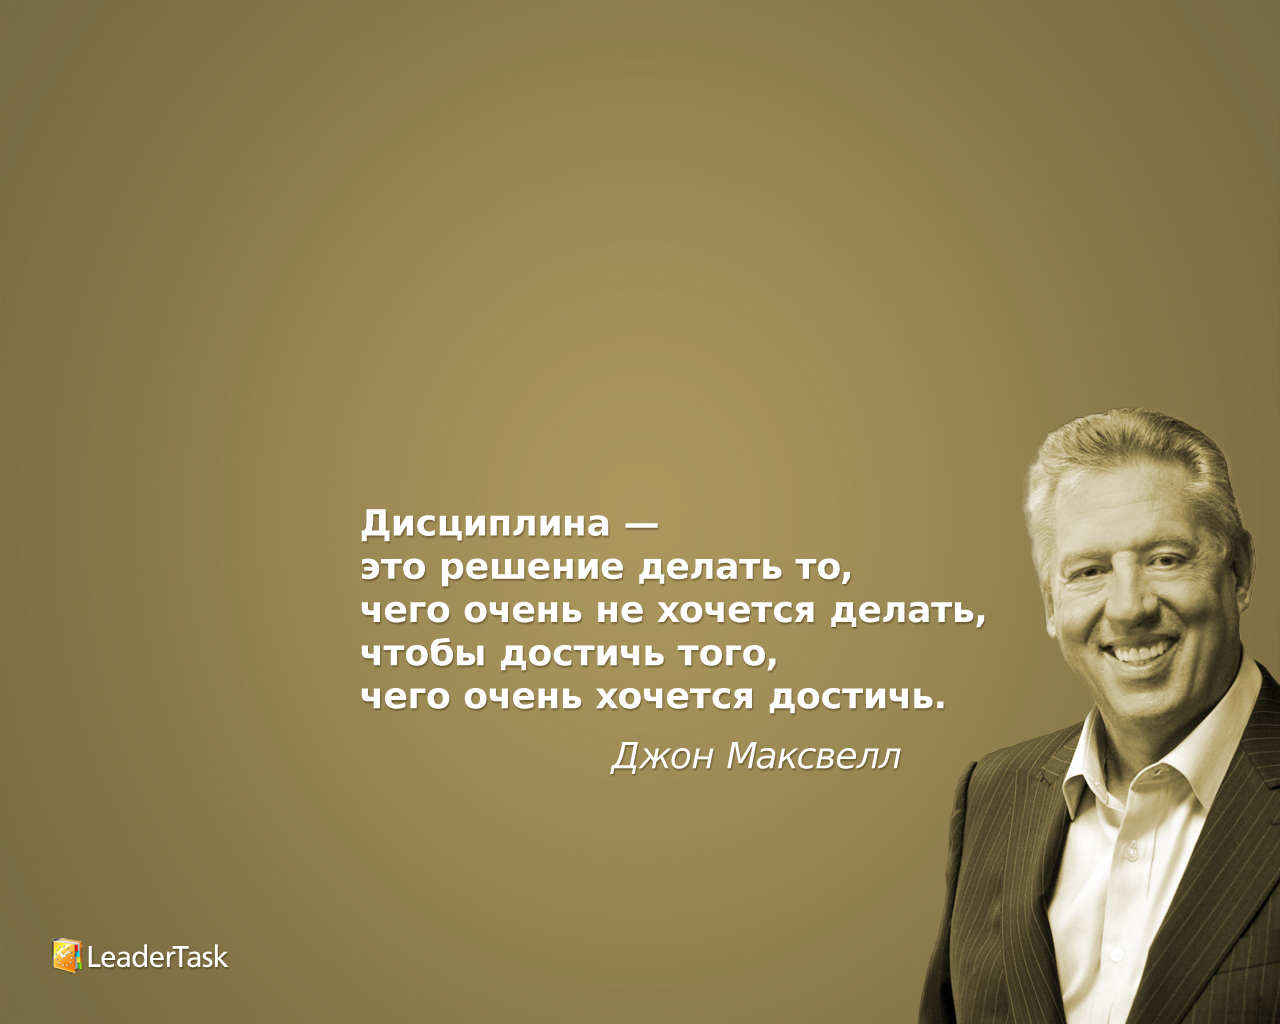 Дисциплина —
это решение делать то,
чего очень не хочется делать,
чтобы достичь того,
чего очень хочется достичь.
Джон Максвелл
LeaderTask